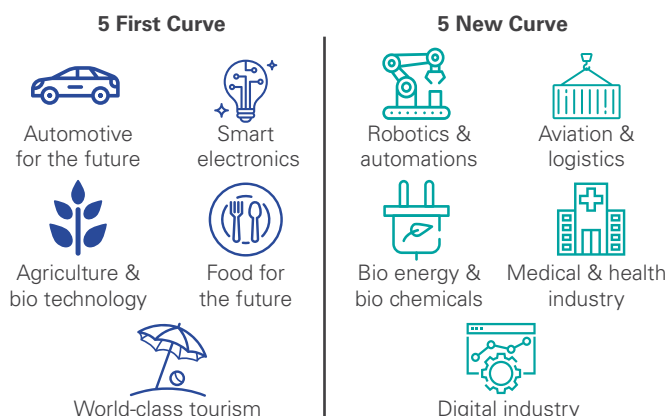 5 First Curve
Automotive
for the future
Smart
electronics
Agriculture &
bio technology
Food for
the future
World-class tourism
5 New Curve
Robotics &
automations
Aviation &
logistics
Bio energy &
bio chemicals
Medical & health
industry
Digital industry